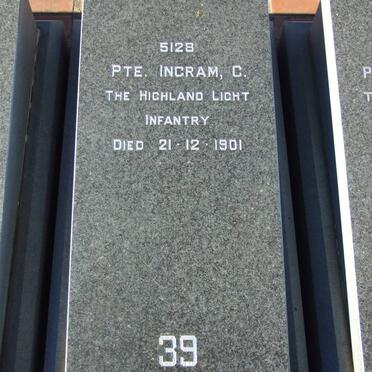 5128
PTE. INGRAM, C.
THE HIGHLAND LIGHT
INFANTRY
DIED 21·12·1901
39
P
T